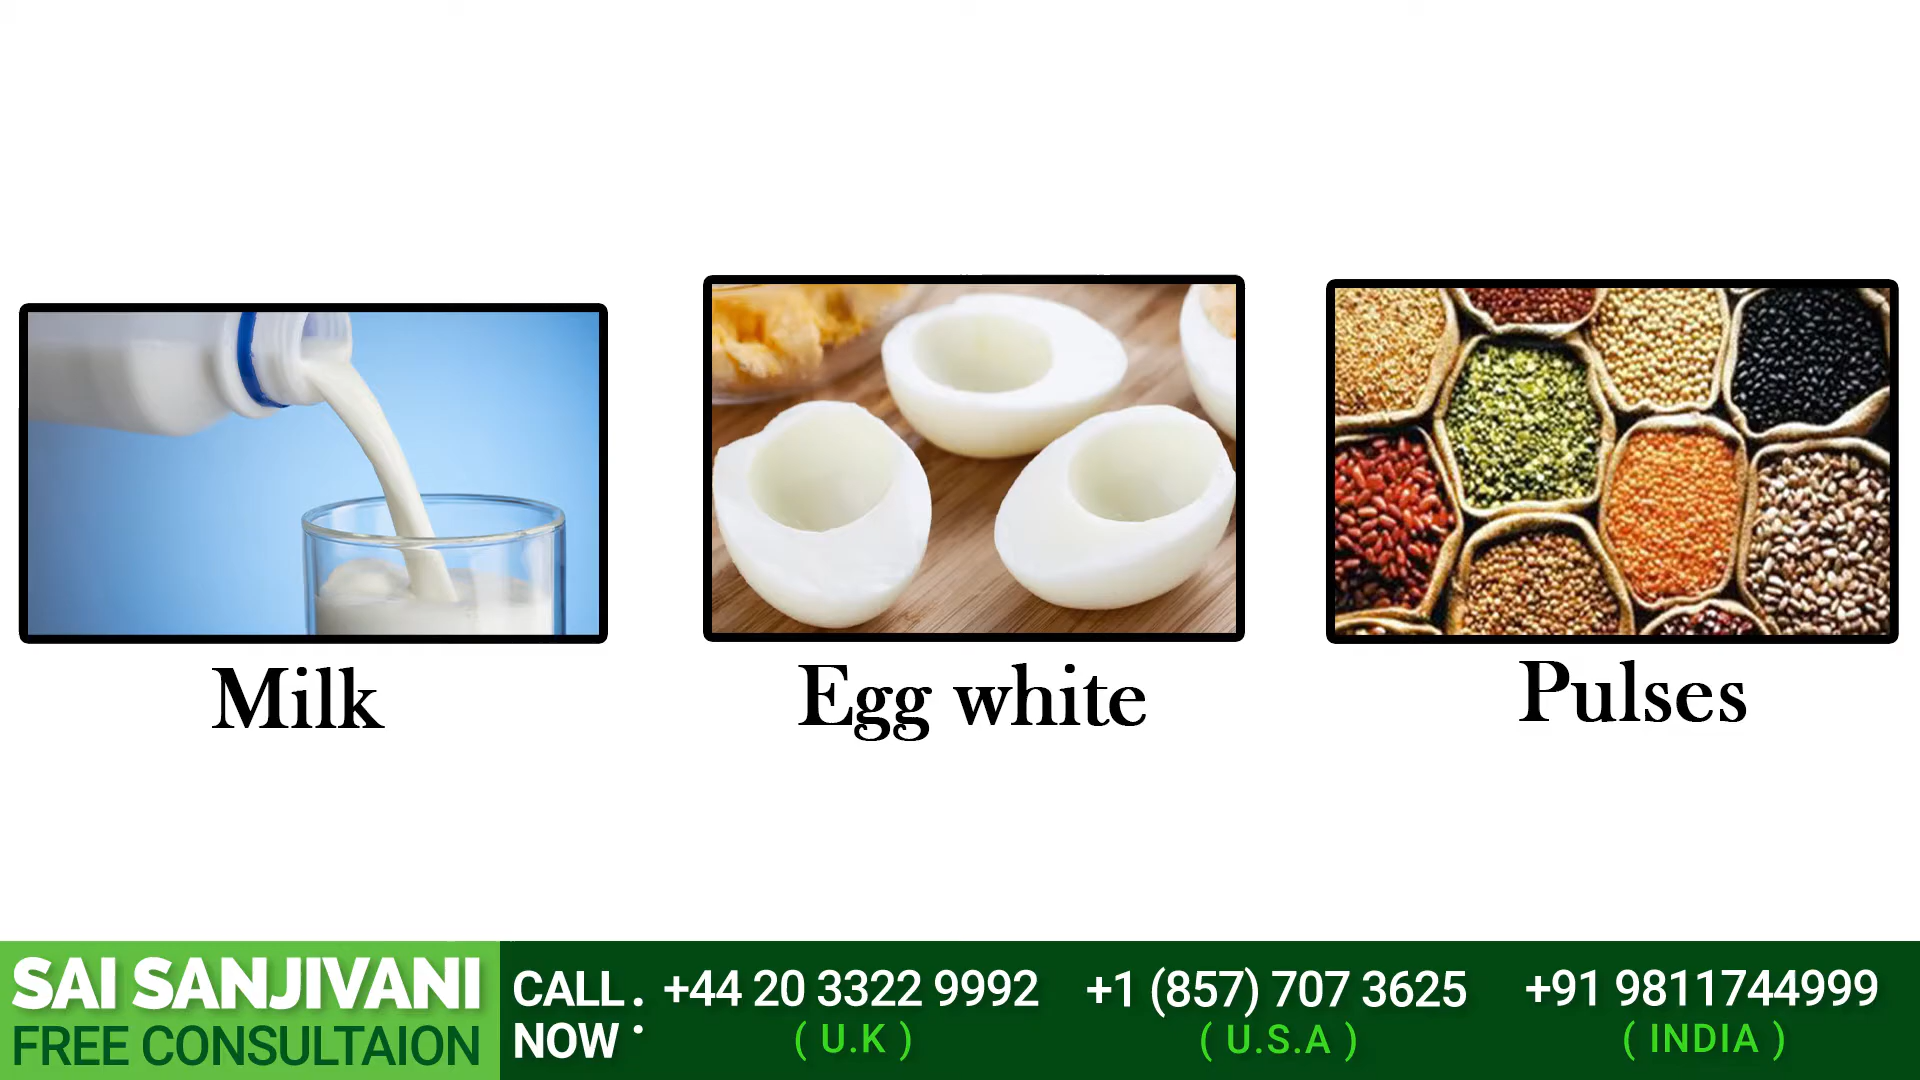 Milk
Egg white
Pulses
SAI SANJIVANI
FREE CONSULTAION
CALL NOW :
+44 20 3322 9992
( U.K )
+1 (857) 707 3625
( U.S.A )
+91 9811744999
( INDIA )